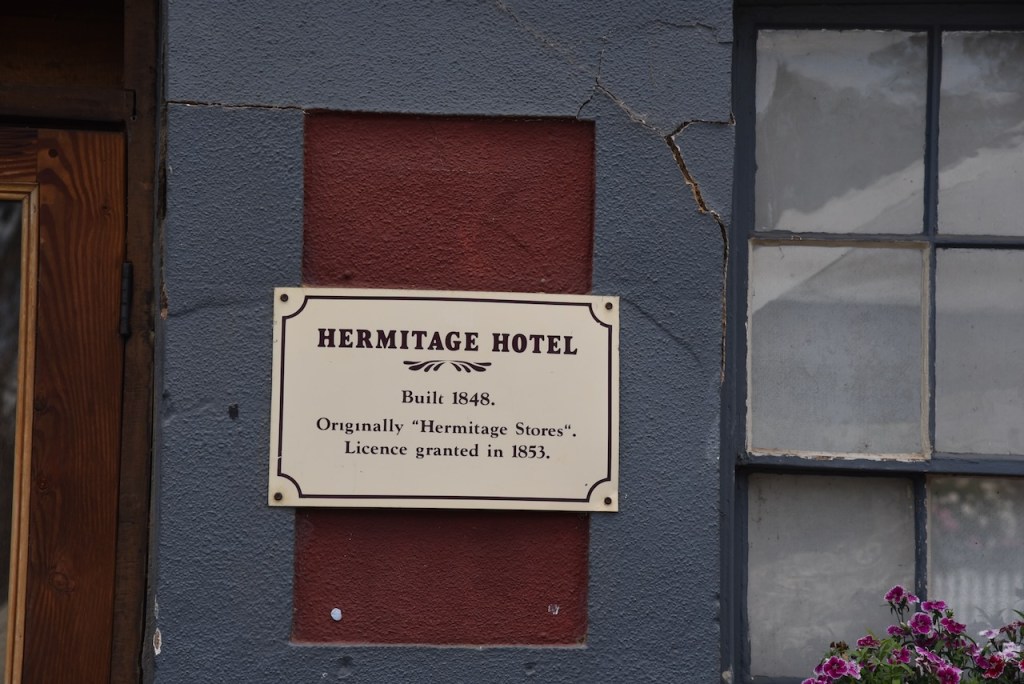 HERMITAGE HOTEL
Built 1848.
Originally “Hermitage Stores“.
Licence granted in 1853.